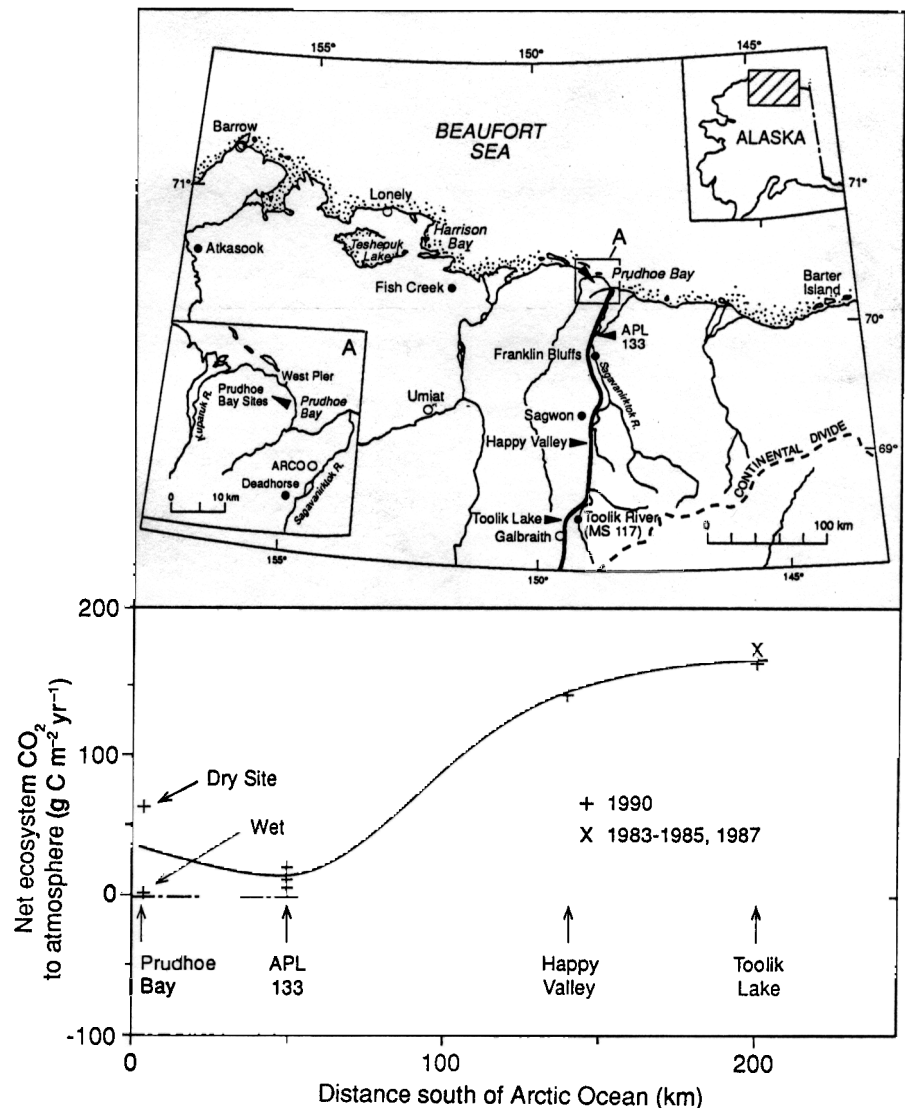 155°
150°
145°
BEAUFORT
SEA
ALASKA
Barrow
71°
71°
Lonely
Harrison
Bay
Teshepuk
Lake
Atkasook
Fish Creek
A
Prudhoe Bay
Barter
Island
70°
APL
133
Franklin Bluffs
Sagavanirktok R.
A
West Pier
Prudhoe
Bay Sites
Prudhoe
Bay
Kuparuk R.
ARCO
Deadhorse
Sagavanirktok R.
0 10 km
Umiat
Sagwon
Happy Valley
69°
CONTINENTAL DIVIDE
Toolik Lake
Toolik River
(MS 117)
Galbraith
0 100 km
155°
150°
145°
200
100
0
-100
Net ecosystem CO2
to atmosphere (g C m−2 yr−1)
Dry Site
Wet
+ 1990
X 1983-1985, 1987
Prudhoe
Bay
APL
133
Happy
Valley
Toolik
Lake
0 100 200
Distance south of Arctic Ocean (km)